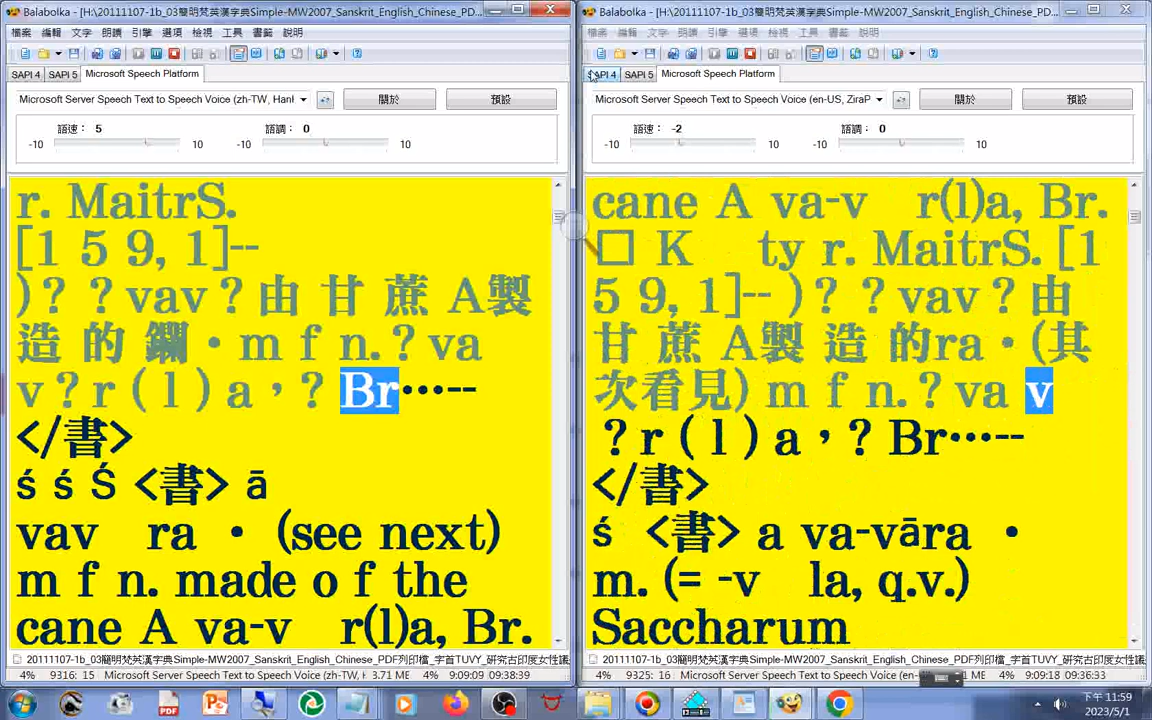 Balabolka - [H:\20111107-1b_03簡明梵英漢字典Simple-MW2007_Sanskrit_English_Chinese_PD...
檔案 編輯 文字 朗讀 引擎 選項 檢視 工具 書籤 說明
SAPI 4 SAPI 5 Microsoft Speech Platform
Microsoft Server Speech Text to Speech Voice (zh-TW, HanH
關於 預設
語速： 5 語調： 0
-10 10 -10 10
r. MaitrS.
[1 5 9, 1]--
)？？vav？由 甘 蔗 A製
造 的 鑭・m f n.？va
v？r ( l ) a，？ Br…--
</書>
ś ś Ś <書> ā
vav ra • (see next)
m f n. made o f the
cane A va-v r(l)a, Br.
20111107-1b_03簡明梵英漢字典Simple-MW2007_Sanskrit_English_Chinese_PDF列印檔_字首TUVY_研究古印度女性議
4% 9316: 15 Microsoft Server Speech Text to Speech Voice (zh-TW, H 3.71 ME 4% 9:09:09 09:38:39
Balabolka - [H:\20111107-1b_03簡明梵英漢字典Simple-MW2007_Sanskrit_English_Chinese_PDF...
檔案 編輯 文字 朗讀 引擎 選項 檢視 工具 書籤 說明
SAPI 4 SAPI 5 Microsoft Speech Platform
Microsoft Server Speech Text to Speech Voice (en-US, ZiraP
關於 預設
語速： -2 語調： 0
-10 10 -10 10
cane A va-v r(l)a, Br.
□ K ty r. MaitrS. [1
5 9, 1]-- )？？vav？由
甘 蔗 A製 造 的ra・(其
次看見) m f n.？va v
？r ( l ) a，？Br…--
</書>
ś <書> a va-vāra •
m. (= -v la, q.v.)
Saccharum
20111107-1b_03簡明梵英漢字典Simple-MW2007_Sanskrit_English_Chinese_PDF列印檔_字首TUVY_研究古印度女性議
4% 9325: 16 Microsoft Server Speech Text to Speech Voice (en-us ME 4% 9:09:18 09:36:33
下午 11:59
2023/5/1